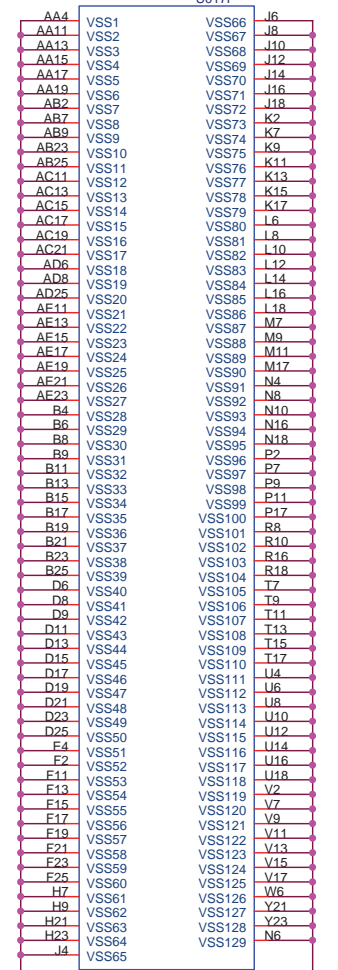 AA4 VSS1 VSS66 J6
AA11 VSS2 VSS67 J8
AA13 VSS3 VSS68 J10
AA15 VSS4 VSS69 J12
AA17 VSS5 VSS70 J14
AA19 VSS6 VSS71 J16
AB2 VSS7 VSS72 J18
AB7 VSS8 VSS73 K2
AB9 VSS9 VSS74 K7
AB23 VSS10 VSS75 K9
AB25 VSS11 VSS76 K11
AC11 VSS12 VSS77 K13
AC13 VSS13 VSS78 K15
AC15 VSS14 VSS79 K17
AC17 VSS15 VSS80 L6
AC19 VSS16 VSS81 L8
AC21 VSS17 VSS82 L10
AD6 VSS18 VSS83 L12
AD8 VSS19 VSS84 L14
AD25 VSS20 VSS85 L16
AE11 VSS21 VSS86 L18
AE13 VSS22 VSS87 M7
AE15 VSS23 VSS88 M9
AE17 VSS24 VSS89 M11
AE19 VSS25 VSS90 M17
AE21 VSS26 VSS91 N4
AE23 VSS27 VSS92 N8
B4 VSS28 VSS93 N10
B6 VSS29 VSS94 N16
B8 VSS30 VSS95 N18
B9 VSS31 VSS96 P2
B11 VSS32 VSS97 P7
B13 VSS33 VSS98 P9
B15 VSS34 VSS99 P11
B17 VSS35 VSS100 P17
B19 VSS36 VSS101 R8
B21 VSS37 VSS102 R10
B23 VSS38 VSS103 R16
B25 VSS39 VSS104 R18
D6 VSS40 VSS105 T7
D8 VSS41 VSS106 T9
D9 VSS42 VSS107 T11
D11 VSS43 VSS108 T13
D13 VSS44 VSS109 T15
D15 VSS45 VSS110 T17
D17 VSS46 VSS111 U4
D19 VSS47 VSS112 U6
D21 VSS48 VSS113 U8
D23 VSS49 VSS114 U10
D25 VSS50 VSS115 U12
E4 VSS51 VSS116 U14
F2 VSS52 VSS117 U16
F11 VSS53 VSS118 U18
F13 VSS54 VSS119 V2
F15 VSS55 VSS120 V7
F17 VSS56 VSS121 V9
F19 VSS57 VSS122 V11
F21 VSS58 VSS123 V13
F23 VSS59 VSS124 V15
F25 VSS60 VSS125 V17
H7 VSS61 VSS126 W6
H9 VSS62 VSS127 Y21
H21 VSS63 VSS128 Y23
H23 VSS64 VSS129 N6
J4 VSS65